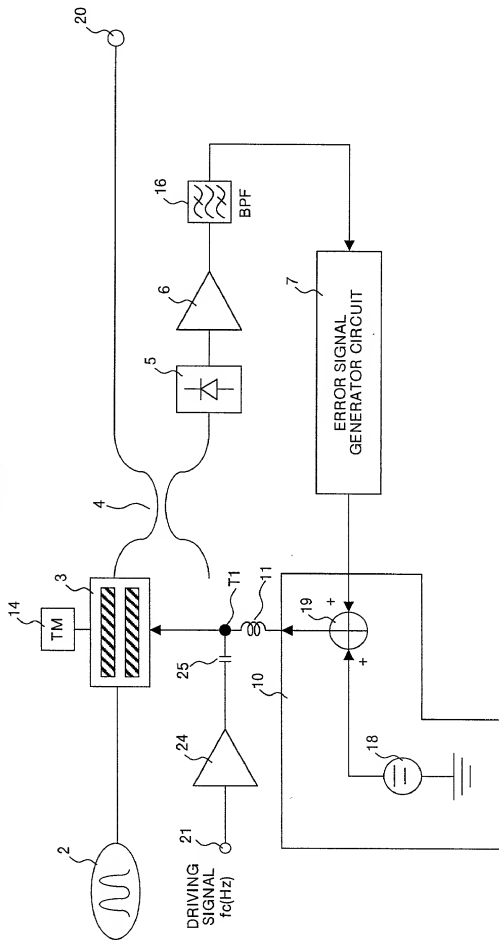 20
16
BPF
6
5
4
7
ERROR SIGNAL
GENERATOR CIRCUIT
14
TM
3
T1
11
25
19
+
+
10
24
18
2
21
DRIVING
SIGNAL
fc(Hz)